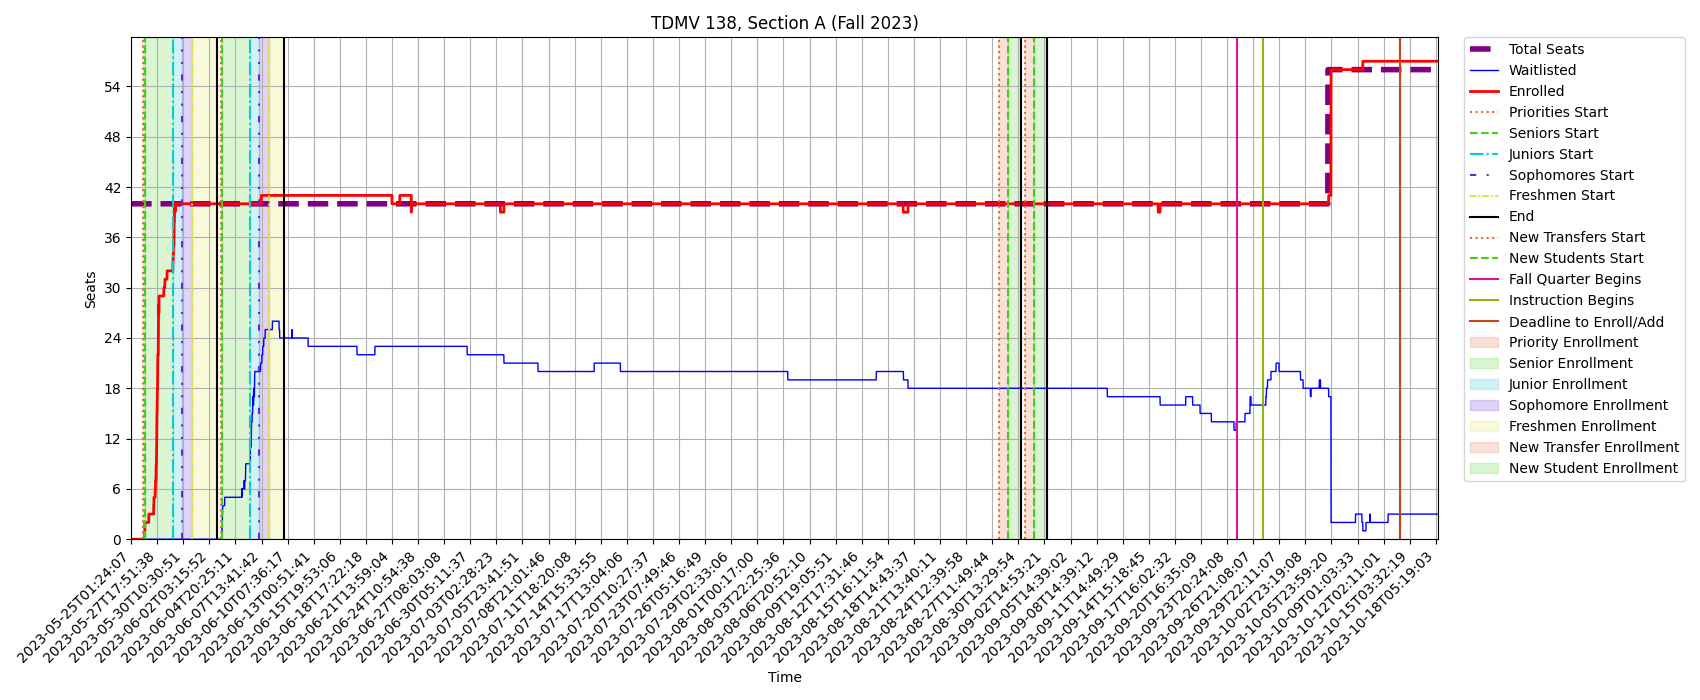 TDMV 138, Section A (Fall 2023)
Seats
54
48
42
36
30
24
18
12
6
0
2023-05-25T01:24:07
2023-05-27T17:51:38
2023-05-30T10:30:51
2023-06-02T03:15:52
2023-06-04T20:25:11
2023-06-07T13:41:42
2023-06-10T07:36:17
2023-06-13T00:51:41
2023-06-15T19:53:06
2023-06-18T17:22:18
2023-06-21T13:59:04
2023-06-24T10:54:38
2023-06-27T08:03:08
2023-06-30T05:11:37
2023-07-03T02:28:23
2023-07-05T23:41:51
2023-07-08T21:01:46
2023-07-11T18:20:08
2023-07-14T15:33:55
2023-07-17T13:04:06
2023-07-20T10:27:37
2023-07-23T07:49:46
2023-07-26T05:16:49
2023-07-29T02:33:06
2023-08-01T00:17:00
2023-08-03T22:25:36
2023-08-06T20:52:10
2023-08-09T19:05:51
2023-08-12T17:31:46
2023-08-15T16:11:54
2023-08-18T14:43:37
2023-08-21T13:40:11
2023-08-24T12:39:58
2023-08-27T11:49:44
2023-08-30T13:29:54
2023-09-02T14:53:21
2023-09-05T14:39:02
2023-09-08T14:39:12
2023-09-11T14:49:29
2023-09-14T15:18:45
2023-09-17T16:02:32
2023-09-20T16:35:09
2023-09-23T20:24:08
2023-09-26T21:08:07
2023-09-29T22:11:07
2023-10-02T23:19:08
2023-10-05T23:59:20
2023-10-09T01:03:33
2023-10-12T02:11:01
2023-10-15T03:32:19
2023-10-18T05:19:03
Time
Total Seats
Waitlisted
Enrolled
Priorities Start
Seniors Start
Juniors Start
Sophomores Start
Freshmen Start
End
New Transfers Start
New Students Start
Fall Quarter Begins
Instruction Begins
Deadline to Enroll/Add
Priority Enrollment
Senior Enrollment
Junior Enrollment
Sophomore Enrollment
Freshmen Enrollment
New Transfer Enrollment
New Student Enrollment